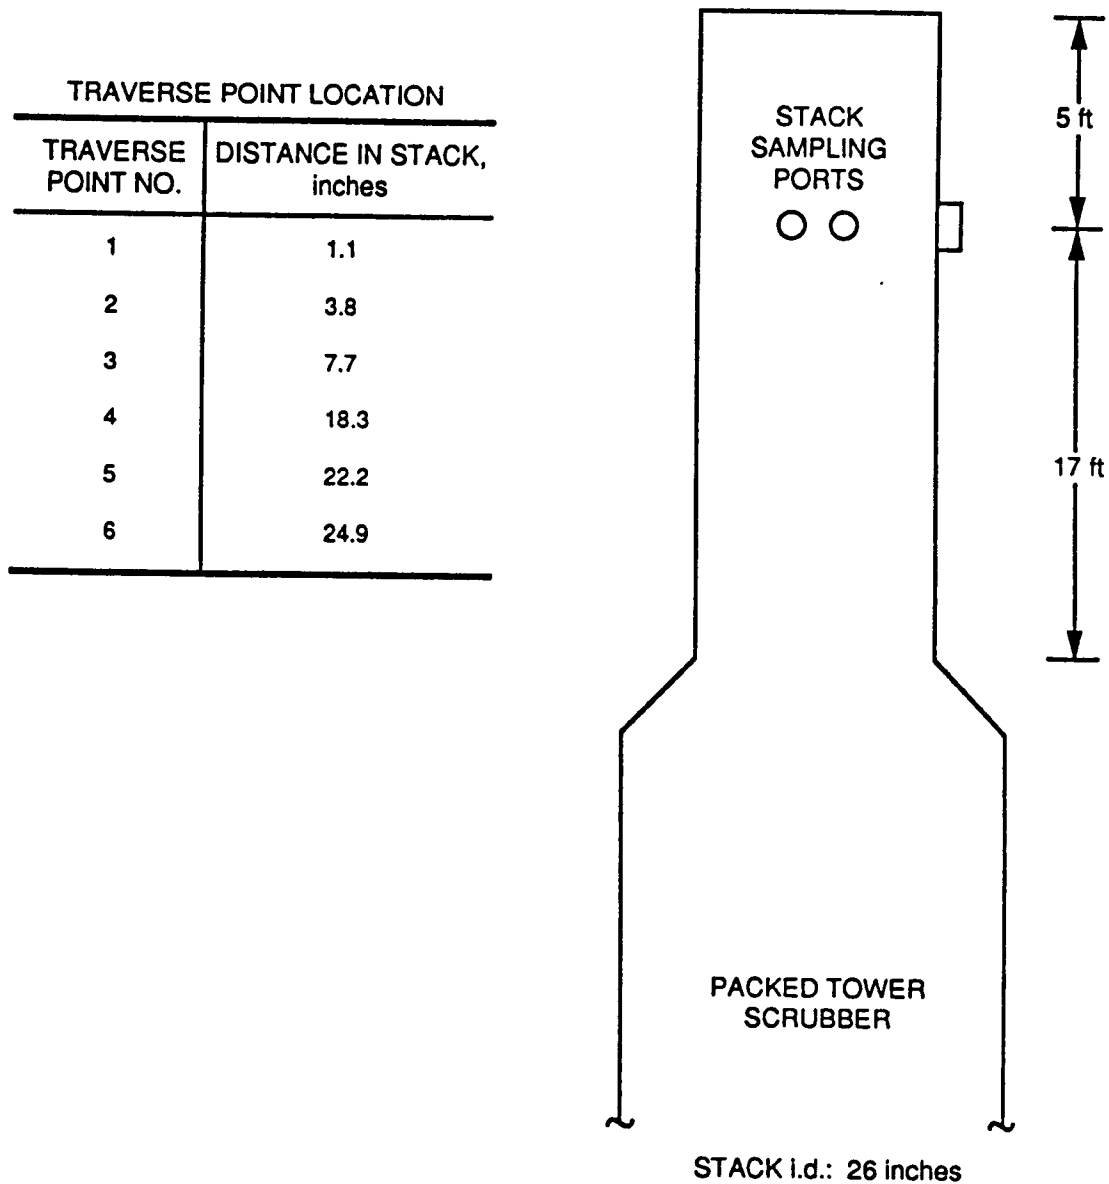 TRAVERSE POINT LOCATION
TRAVERSE POINT NO. DISTANCE IN STACK, inches
1 1.1
2 3.8
3 7.7
4 18.3
5 22.2
6 24.9
STACK
SAMPLING
PORTS
5 ft
17 ft
PACKED TOWER
SCRUBBER
STACK i.d.: 26 inches